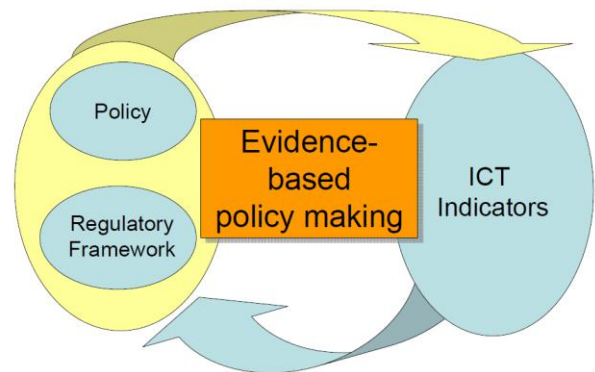 Policy
Regulatory
Framework
Evidence-
based
policy making
ICT
Indicators